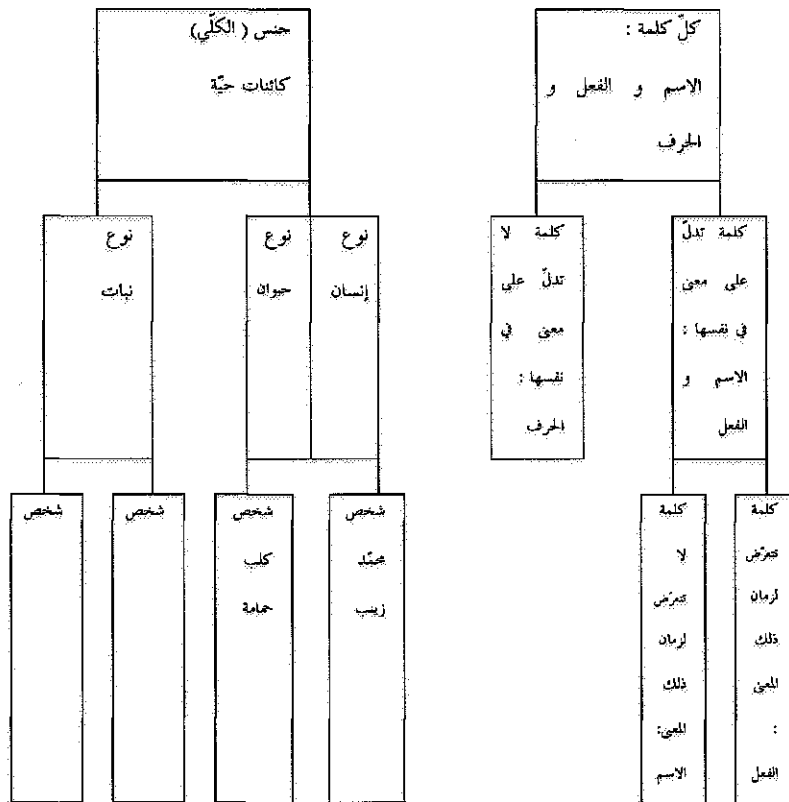 كلّ كلمة :
الاسم و الفعل و
الحرف
كلمة تدلّ
على معنى
في نفسها :
الاسم و
الفعل
كلمة لا
تدلّ على
معنى في
نفسها :
الحرف
كلمة
تتعرّض
لزمان
ذلك
المعنى
:
الفعل
كلمة
لا
تتعرّض
لزمان
ذلك
المعنى:
الاسم
جنس ( الكلّي)
كائنات حيّة
نوع
إنسان
نوع
حيوان
نوع
نبات
شخص
محمّد
زينب
شخص
كلب
حمامة
شخص
شخص